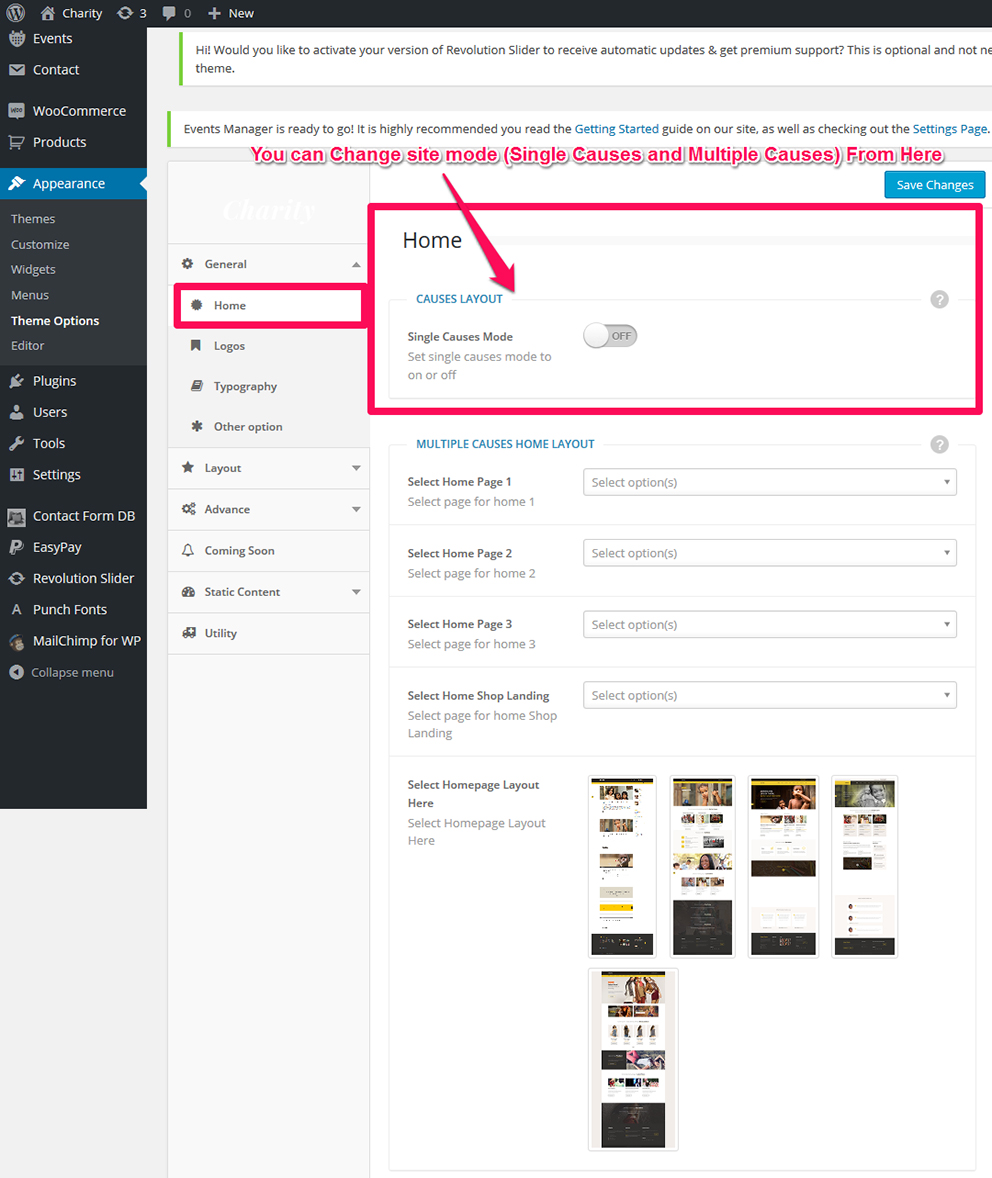 Charity 3 0 New
Events
Contact
WooCommerce
Products
Appearance
Themes
Customize
Widgets
Menus
Theme Options
Editor
Plugins
Users
Tools
Settings
Contact Form DB
EasyPay
Revolution Slider
Punch Fonts
MailChimp for WP
Collapse menu
Hi! Would you like to activate your version of Revolution Slider to receive automatic updates & get premium support? This is optional and not ne
theme.
Events Manager is ready to go! It is highly recommended you read the Getting Started guide on our site, as well as checking out the Settings Page.
You can Change site mode (Single Causes and Multiple Causes) From Here
Save Changes
Charity
General
Home
Logos
Typography
Other option
Layout
Advance
Coming Soon
Static Content
Utility
Home
CAUSES LAYOUT ?
Single Causes Mode OFF
Set single causes mode to
on or off
MULTIPLE CAUSES HOME LAYOUT ?
Select Home Page 1 Select option(s)
Select page for home 1
Select Home Page 2 Select option(s)
Select page for home 2
Select Home Page 3 Select option(s)
Select page for home 3
Select Home Shop Landing Select option(s)
Select page for home Shop
Landing
Select Homepage Layout
Here
Select Homepage Layout
Here